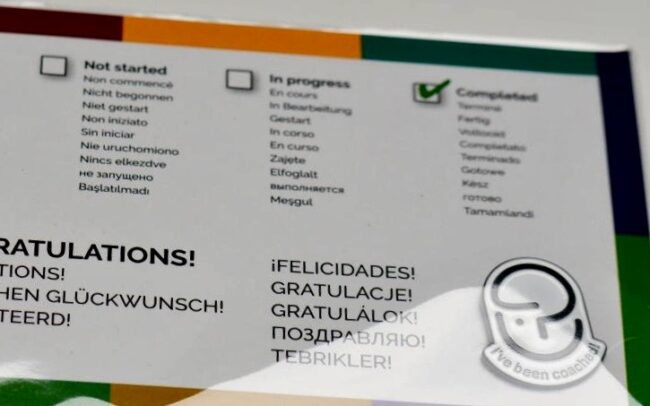 Not started
Non commencé
Nicht begonnen
Niet gestart
Non iniziato
Sin iniciar
Nie uruchomiono
Nincs elkezdve
не запущено
Başlatılmadı
In progress
En cours
In Bearbeitung
Gestart
In corso
En curso
Zajęte
Elfoglalt
выполняется
Meşgul
Completed
Terminé
Fertig
Voltooid
Completato
Terminado
Gotowe
Kész
готово
Tamamlandi
RATULATIONS!
TIONS!
HEN GLÜCKWUNSCH!
TEERD!
¡FELICIDADES!
GRATULACJE!
GRATULÁLOK!
ПОЗДРАВЛЯЮ!
TEBRIKLER!
I've been coached!